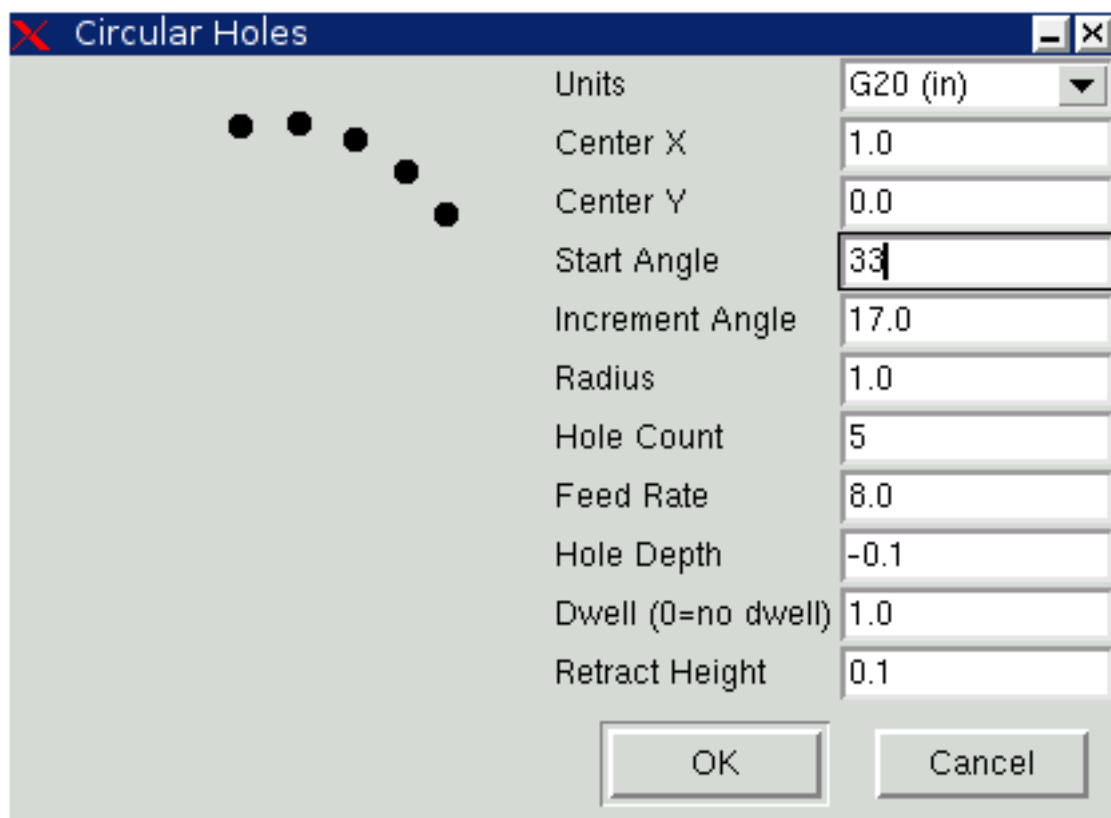 Circular Holes
Units G20 (in)
Center X 1.0
Center Y 0.0
Start Angle 33
Increment Angle 17.0
Radius 1.0
Hole Count 5
Feed Rate 8.0
Hole Depth -0.1
Dwell (0=no dwell) 1.0
Retract Height 0.1
OK Cancel